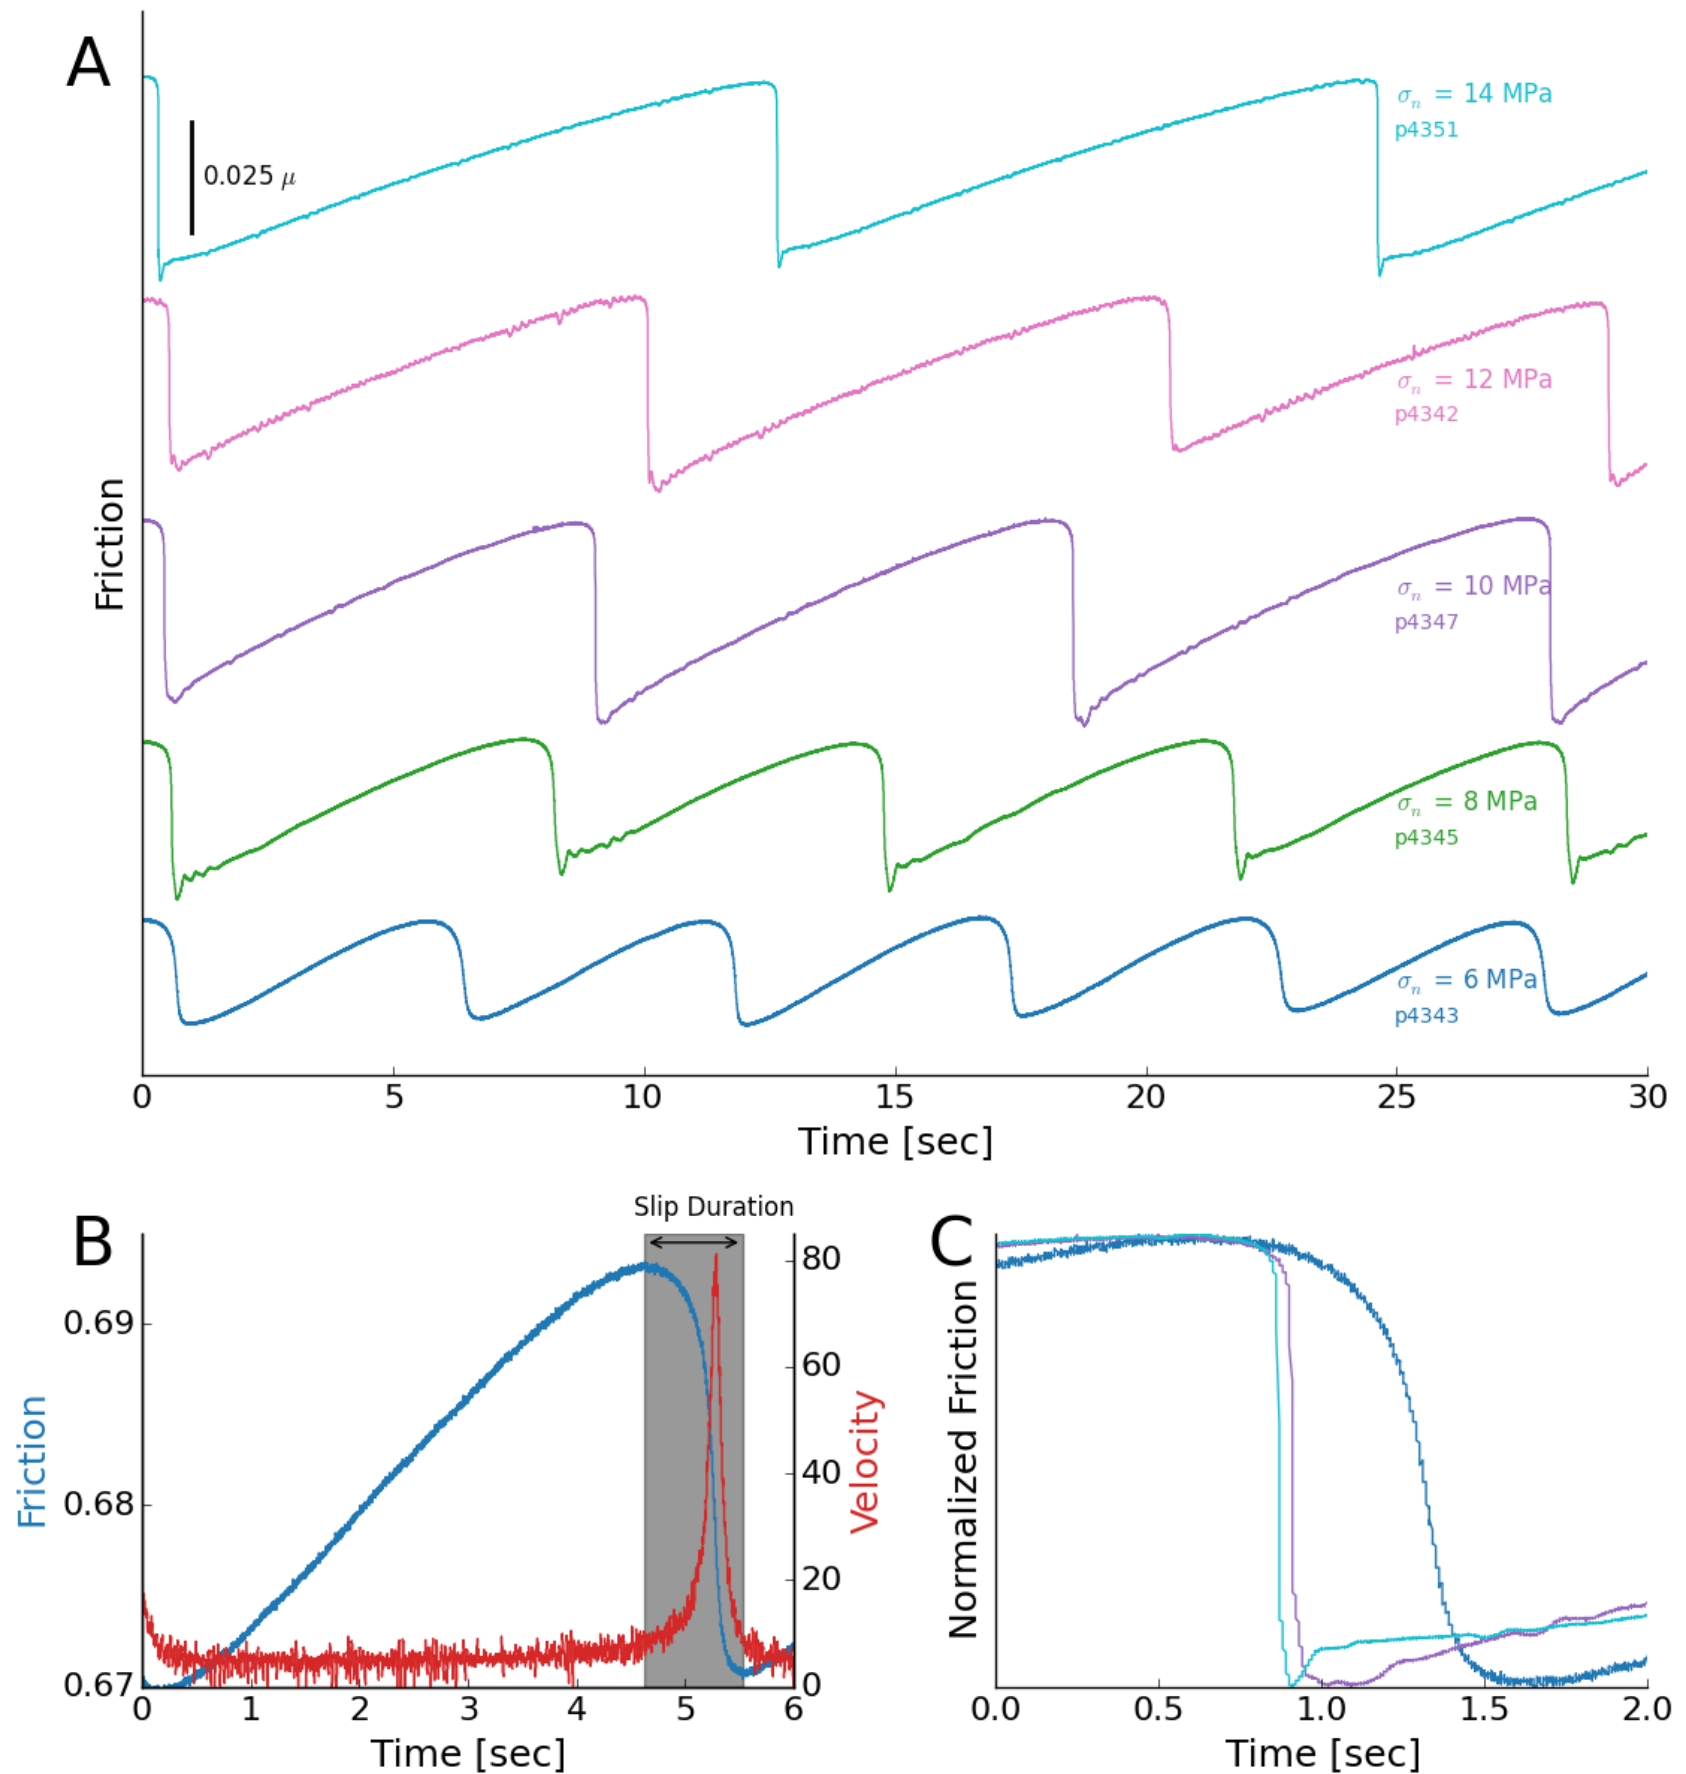 A
σn = 14 MPa
p4351
0.025 μ
σn = 12 MPa
p4342
Friction
σn = 10 MPa
p4347
σn = 8 MPa
p4345
σn = 6 MPa
p4343
0 5 10 15 20 25 30
Time [sec]
B
Slip Duration
0.69
0.68
0.67
Friction
80
60
40
20
0
Velocity
0 1 2 3 4 5 6
Time [sec]
C
Normalized Friction
0.0 0.5 1.0 1.5 2.0
Time [sec]